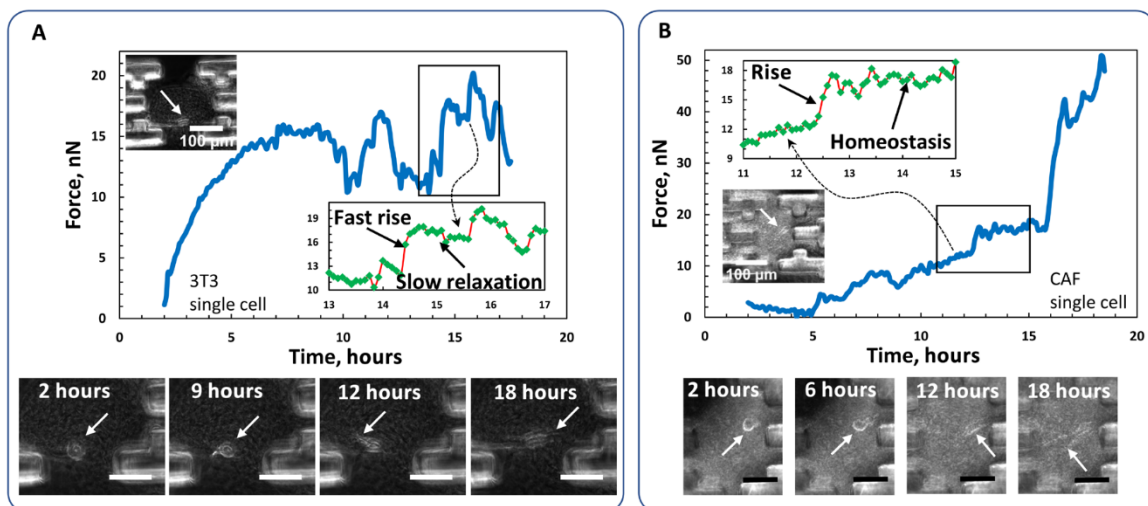 A
Force, nN
20
15
10
5
0
0
5
10
15
20
Time, hours
100 µm
3T3
single cell
Fast rise
Slow relaxation
19
16
13
10
13
14
15
16
17
2 hours
9 hours
12 hours
18 hours
B
Force, nN
50
40
30
20
10
0
0
5
10
15
20
Time, hours
Rise
Homeostasis
18
15
12
9
11
12
13
14
15
100 µm
CAF
single cell
2 hours
6 hours
12 hours
18 hours